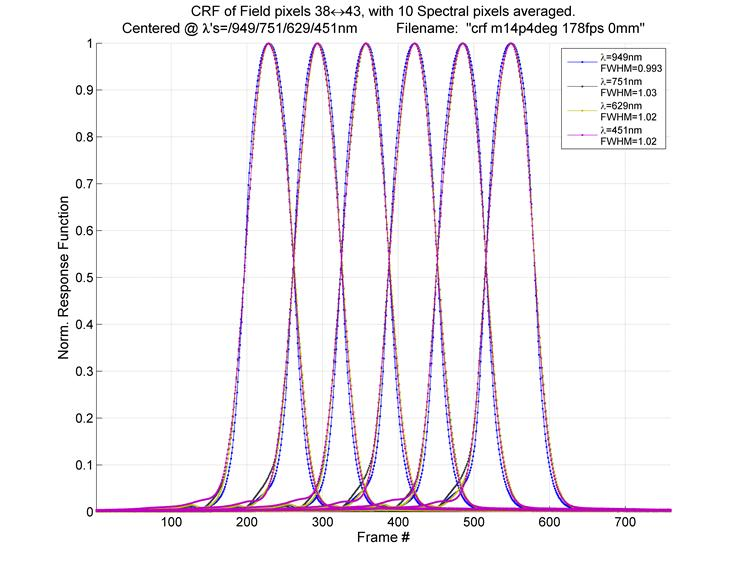 CRF of Field pixels 38↔43, with 10 Spectral pixels averaged.
Centered @ λ's=/949/751/629/451nm Filename: "crf m14p4deg 178fps 0mm"
λ=949nm
FWHM=0.993
λ=751nm
FWHM=1.03
λ=629nm
FWHM=1.02
λ=451nm
FWHM=1.02
Norm. Response Function
1
0.9
0.8
0.7
0.6
0.5
0.4
0.3
0.2
0.1
0
100 200 300 400 500 600 700
Frame #